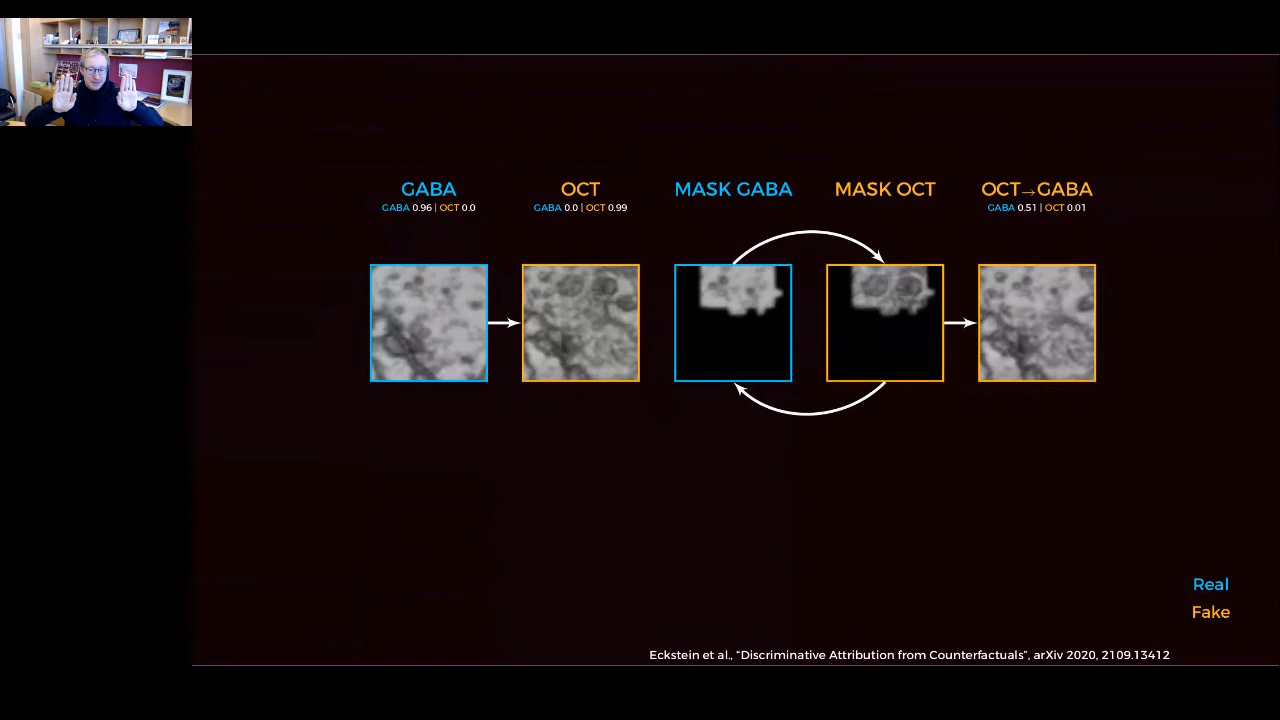 GABA
GABA 0.96 | OCT 0.0
OCT
GABA 0.0 | OCT 0.99
MASK GABA
MASK OCT
OCT→GABA
GABA 0.51 | OCT 0.01
Real
Fake
Eckstein et al., “Discriminative Attribution from Counterfactuals”, arXiv 2020, 2109.13412